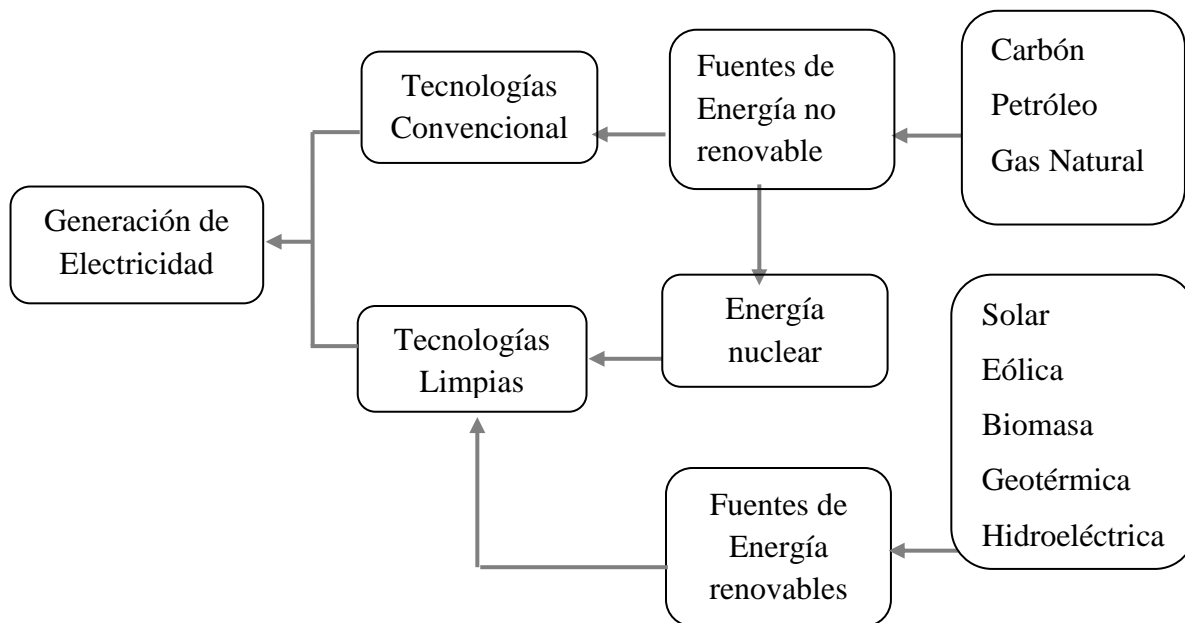 Generación de
Electricidad
Tecnologías
Convencional
Tecnologías
Limpias
Fuentes de
Energía no
renovable
Energía
nuclear
Fuentes de
Energía
renovables
Carbón
Petróleo
Gas Natural
Solar
Eólica
Biomasa
Geotérmica
Hidroeléctrica